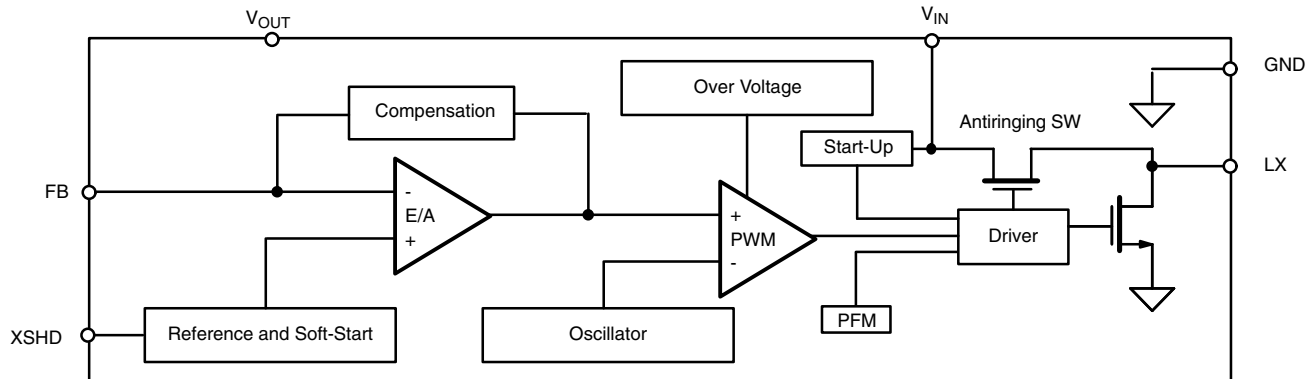 VOUT
VIN
GND
Over Voltage
Compensation
Antiringing SW
Start-Up
LX
FB
-
E/A
+
+
PWM
-
Driver
XSHD
Reference and Soft-Start
Oscillator
PFM